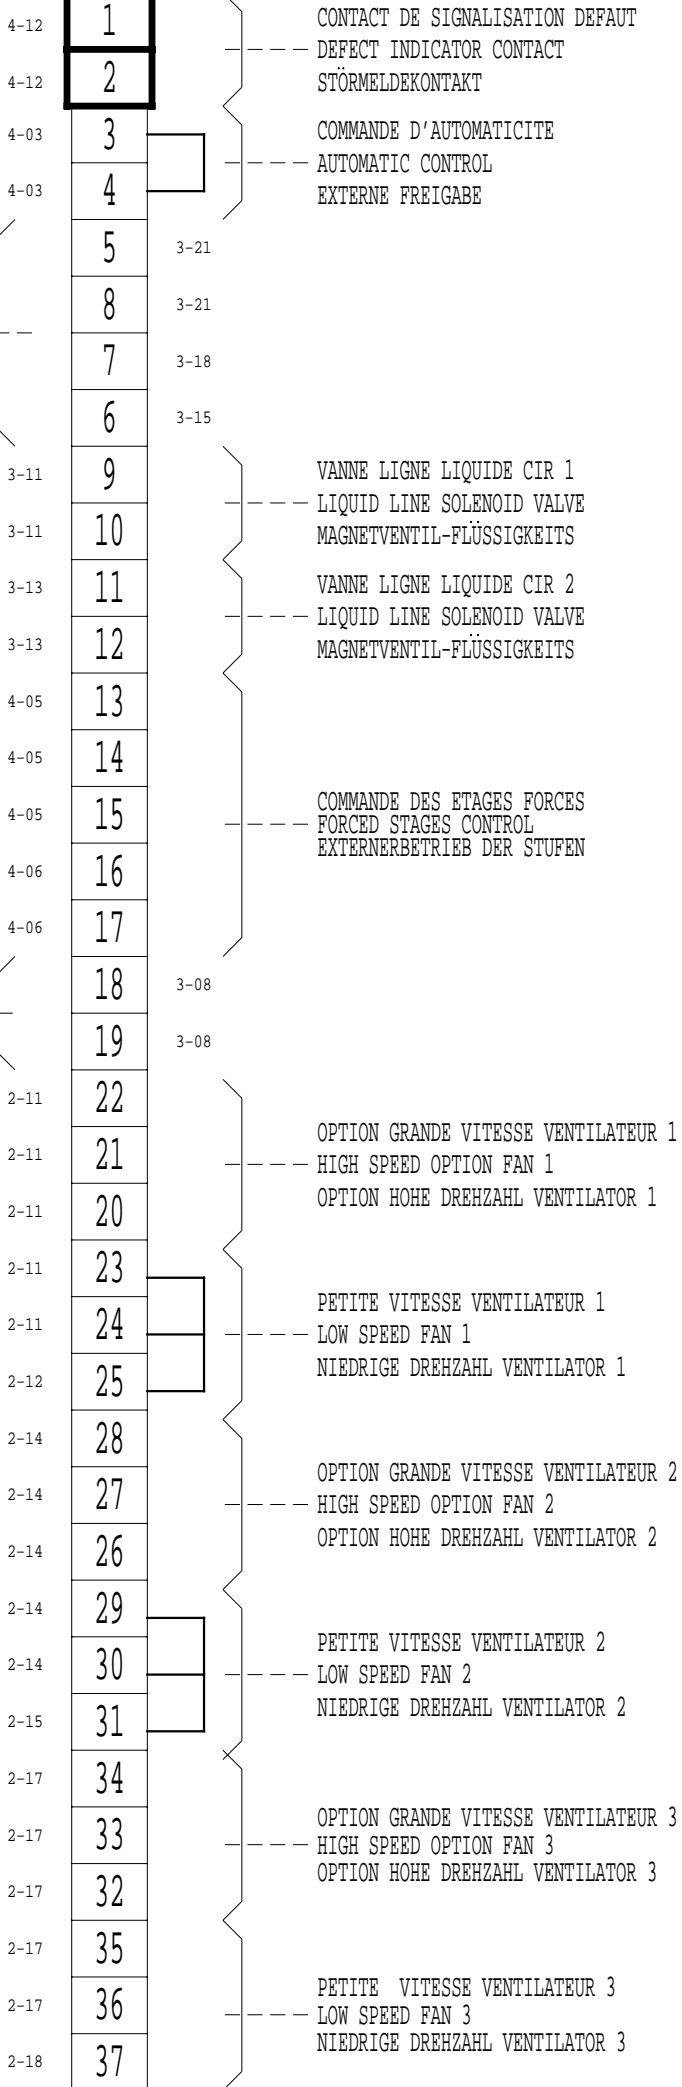 4-12 1 CONTACT DE SIGNALISATION DEFAUT
DEFECT INDICATOR CONTACT
4-12 2 STÖRMELDEKONTAKT
4-03 3 COMMANDE D'AUTOMATICITE
AUTOMATIC CONTROL
4-03 4 EXTERNE FREIGABE
5 3-21
8 3-21
7 3-18
6 3-15
3-11 9 VANNE LIGNE LIQUIDE CIR 1
LIQUID LINE SOLENOID VALVE
3-11 10 MAGNETVENTIL-FLÜSSIGKEITS
3-13 11 VANNE LIGNE LIQUIDE CIR 2
LIQUID LINE SOLENOID VALVE
3-13 12 MAGNETVENTIL-FLÜSSIGKEITS
4-05 13
4-05 14
COMMANDE DES ETAGES FORCES
4-05 15 FORCED STAGES CONTROL
EXTERNERBETRIEB DER STUFEN
4-06 16
4-06 17
18 3-08
19 3-08
2-11 22
OPTION GRANDE VITESSE VENTILATEUR 1
2-11 21 HIGH SPEED OPTION FAN 1
2-11 20 OPTION HOHE DREHZAHL VENTILATOR 1
2-11 23
PETITE VITESSE VENTILATEUR 1
2-11 24 LOW SPEED FAN 1
2-12 25 NIEDRIGE DREHZAHL VENTILATOR 1
2-14 28
OPTION GRANDE VITESSE VENTILATEUR 2
2-14 27 HIGH SPEED OPTION FAN 2
2-14 26 OPTION HOHE DREHZAHL VENTILATOR 2
2-14 29
PETITE VITESSE VENTILATEUR 2
2-14 30 LOW SPEED FAN 2
2-15 31 NIEDRIGE DREHZAHL VENTILATOR 2
2-17 34
OPTION GRANDE VITESSE VENTILATEUR 3
2-17 33 HIGH SPEED OPTION FAN 3
2-17 32 OPTION HOHE DREHZAHL VENTILATOR 3
2-17 35
PETITE VITESSE VENTILATEUR 3
2-17 36 LOW SPEED FAN 3
2-18 37 NIEDRIGE DREHZAHL VENTILATOR 3